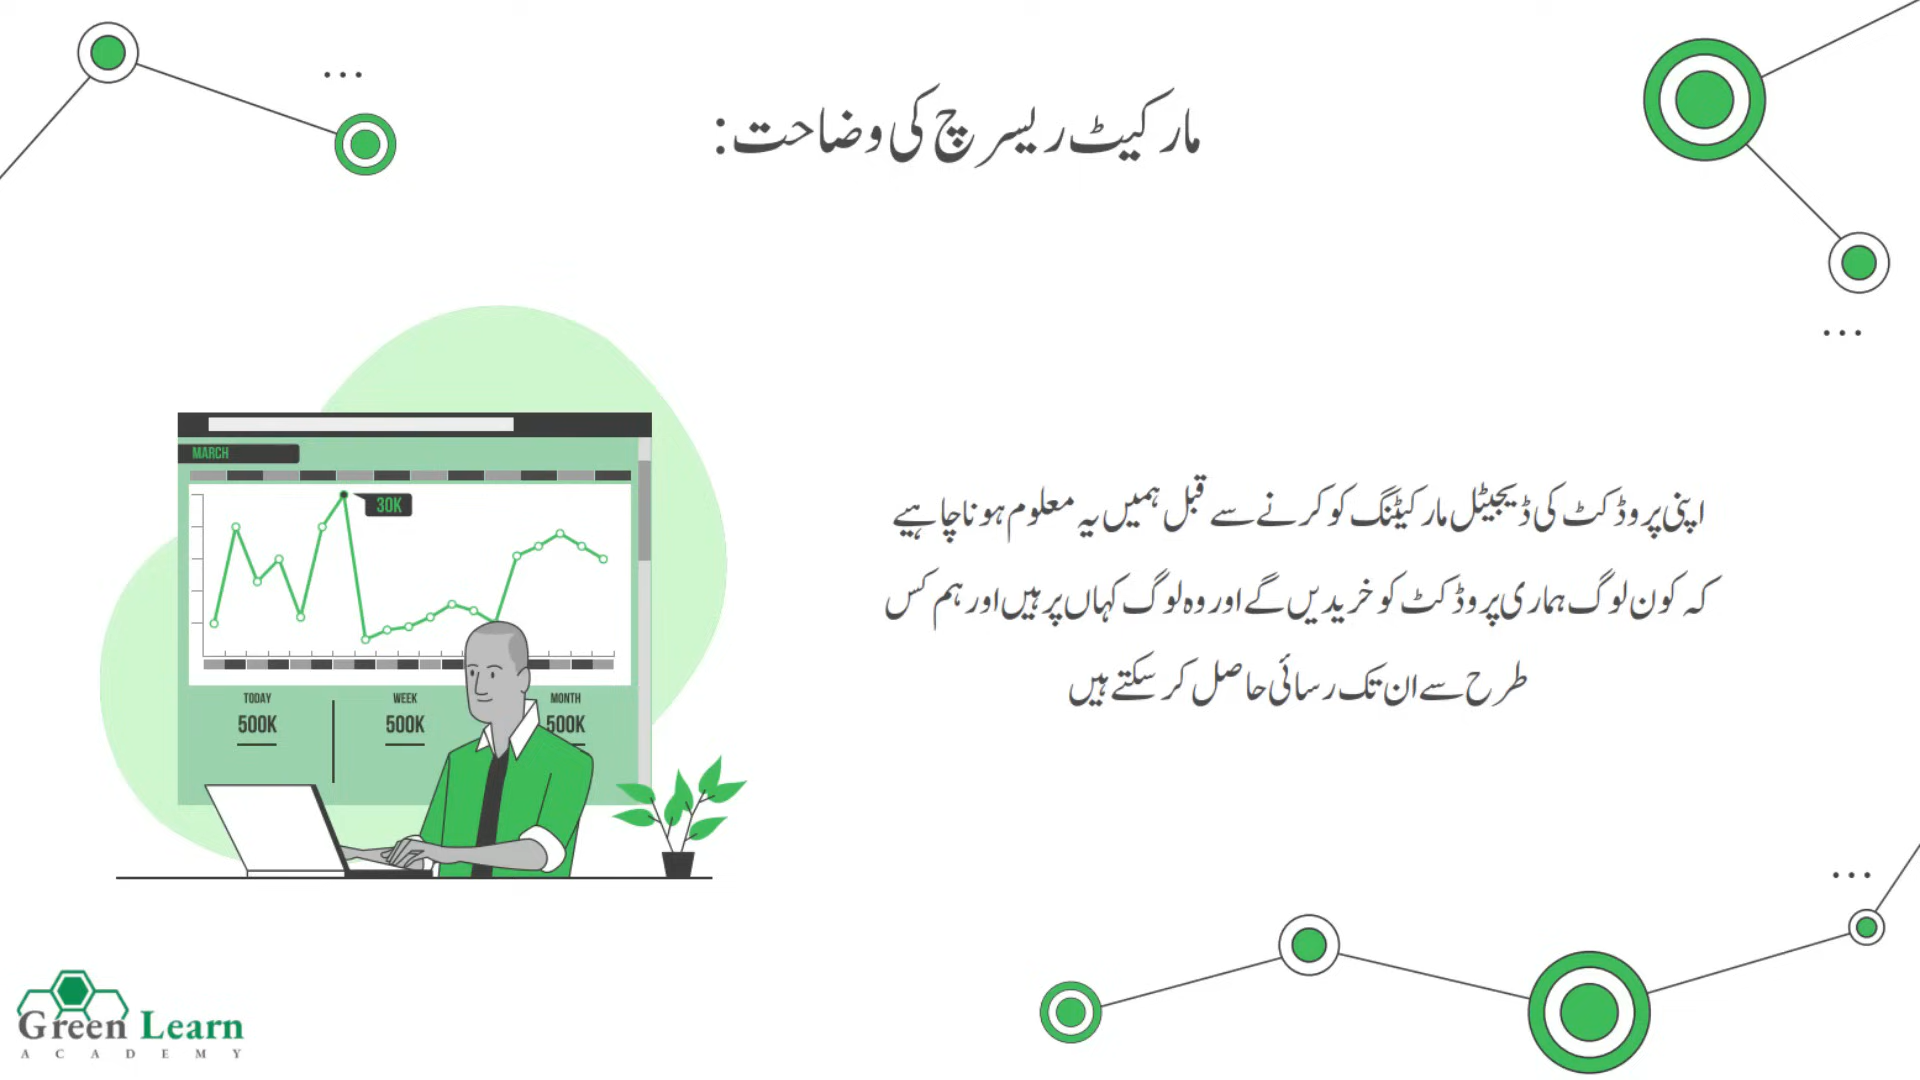 مارکیٹ ریسرچ کی وضاحت:
اپنی پروڈکٹ کی ڈیجیٹل مارکیٹنگ کو کرنے سے قبل ہمیں یہ معلوم ہونا چاہیے
کہ کون لوگ ہماری پروڈکٹ کو خریدیں گے اور وہ لوگ کہاں پر ہیں اور ہم کس
طرح سے ان تک رسائی حاصل کر سکتے ہیں
MARCH
30K
TODAY WEEK MONTH
500K 500K 500K
Green Learn
ACADEMY